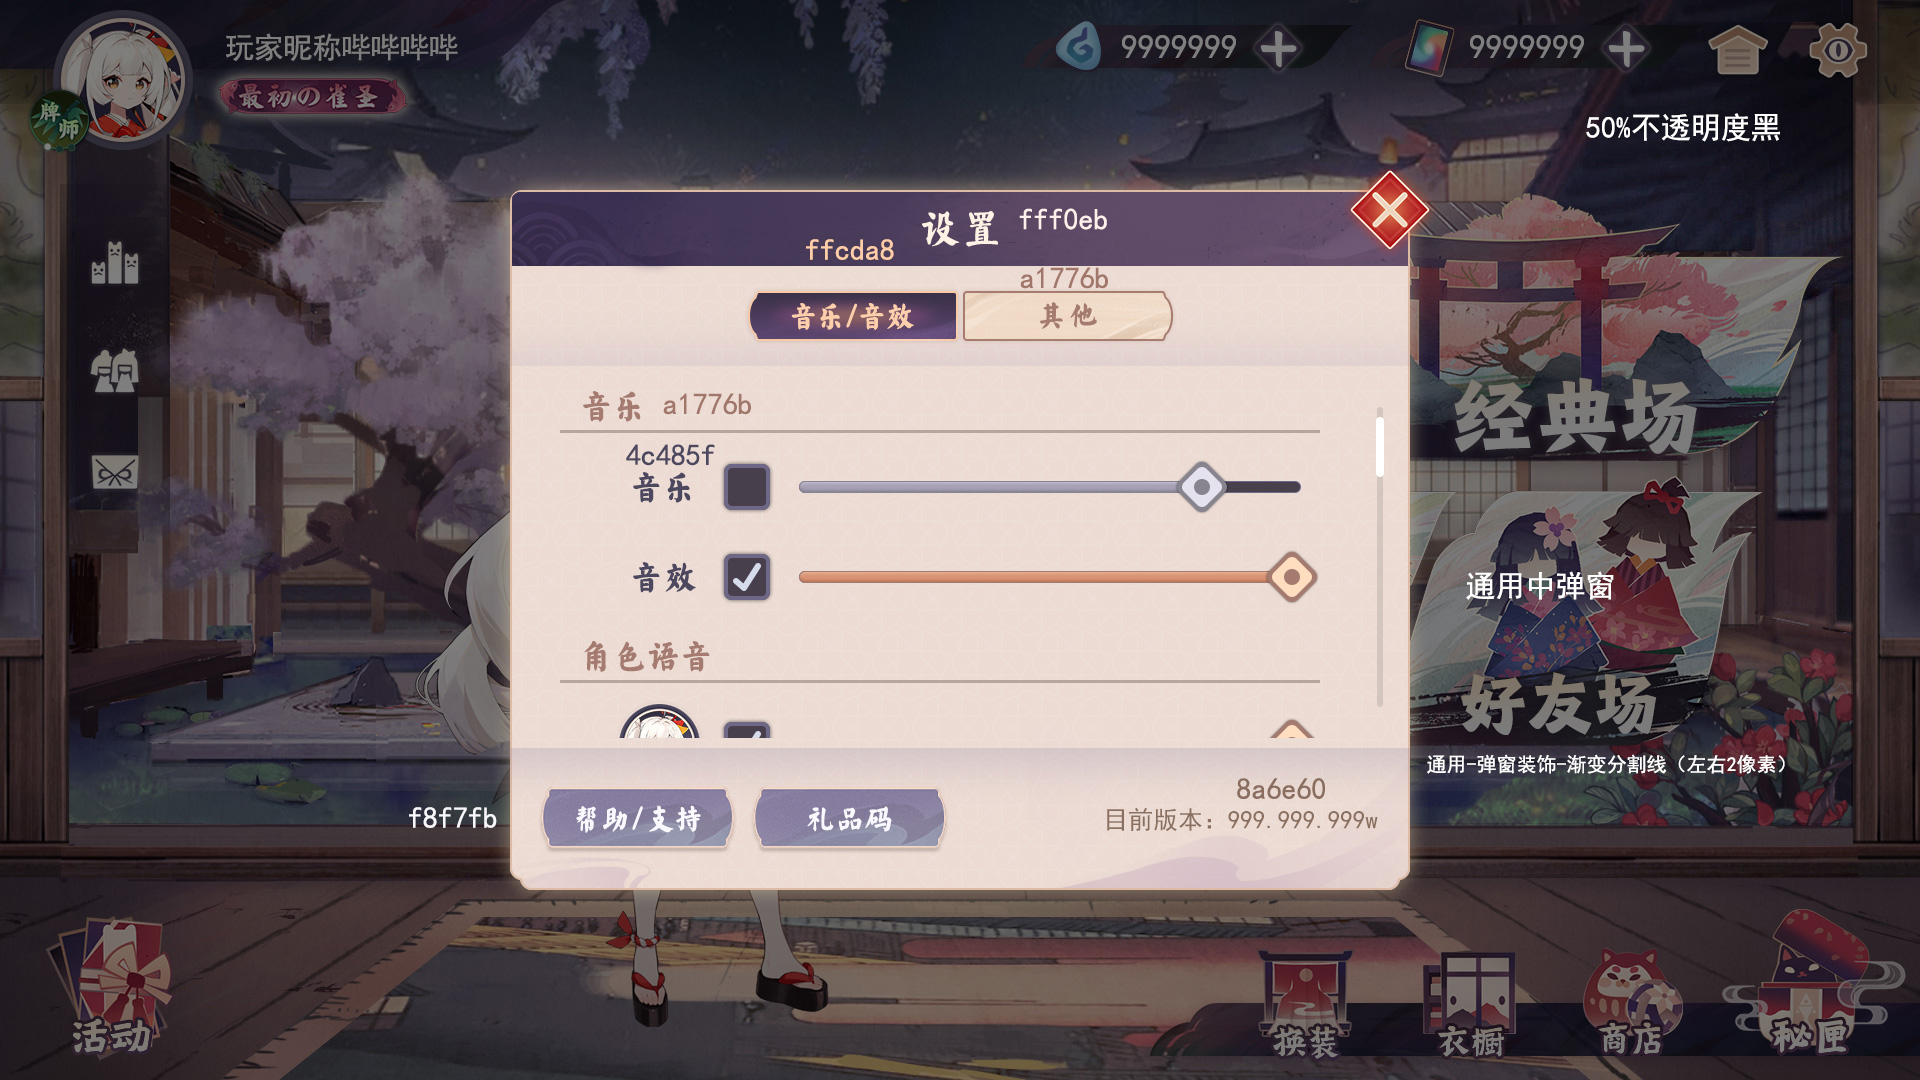 玩家昵称哔哔哔哔
最初の雀圣
牌师
9999999
9999999
50%不透明度黑
设置 fff0eb
ffcda8
a1776b
音乐/音效
其他
音乐 a1776b
4c485f
音乐
音效
角色语音
经典场
通用中弹窗
好友场
通用-弹窗装饰-渐变分割线（左右2像素）
f8f7fb
帮助/支持
礼品码
8a6e60
目前版本：999.999.999w
活动
换装
衣橱
商店
秘匣